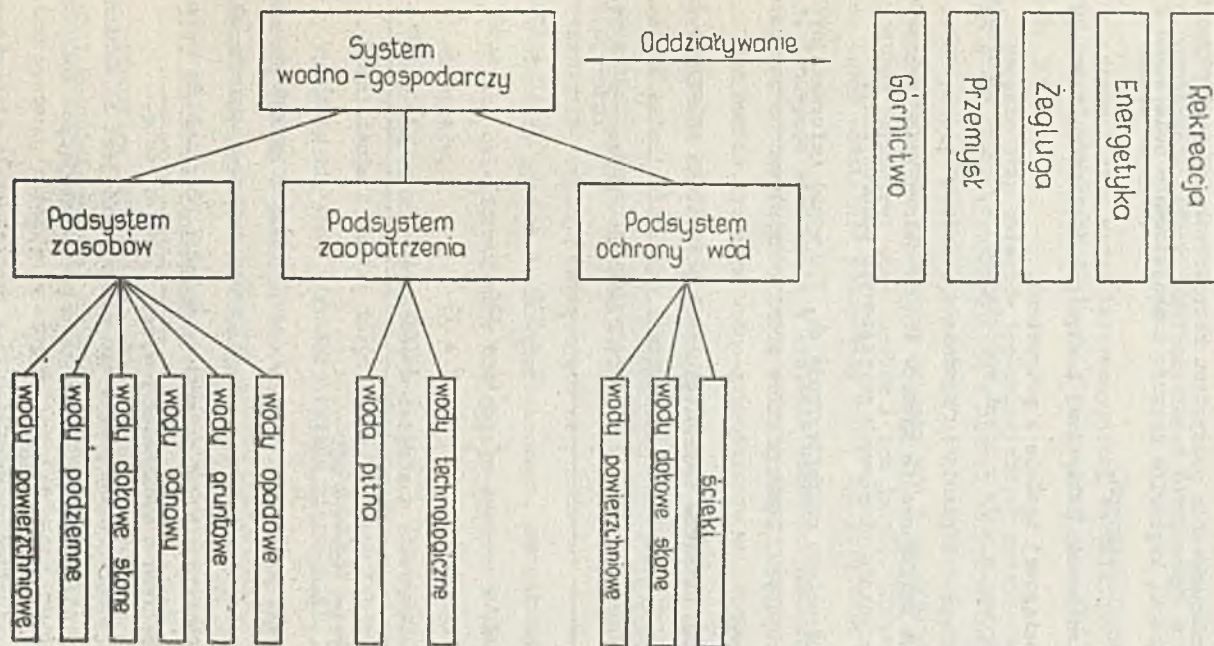 System
wodno-gospodarczy
Oddziaływanie
Górnictwo
Przemysł
Żegluga
Energetyka
Rekreacja
Podsystem
zasobów
Podsystem
zaopatrzenia
Podsystem
ochrony wód
wody powierzchniowe
wody podziemne
wody dołowe słone
wody odnowy
wody gruntowe
wody opadowe
woda pitna
wody technologiczne
wody powierzchniowe
wody dołowe słone
ścieki